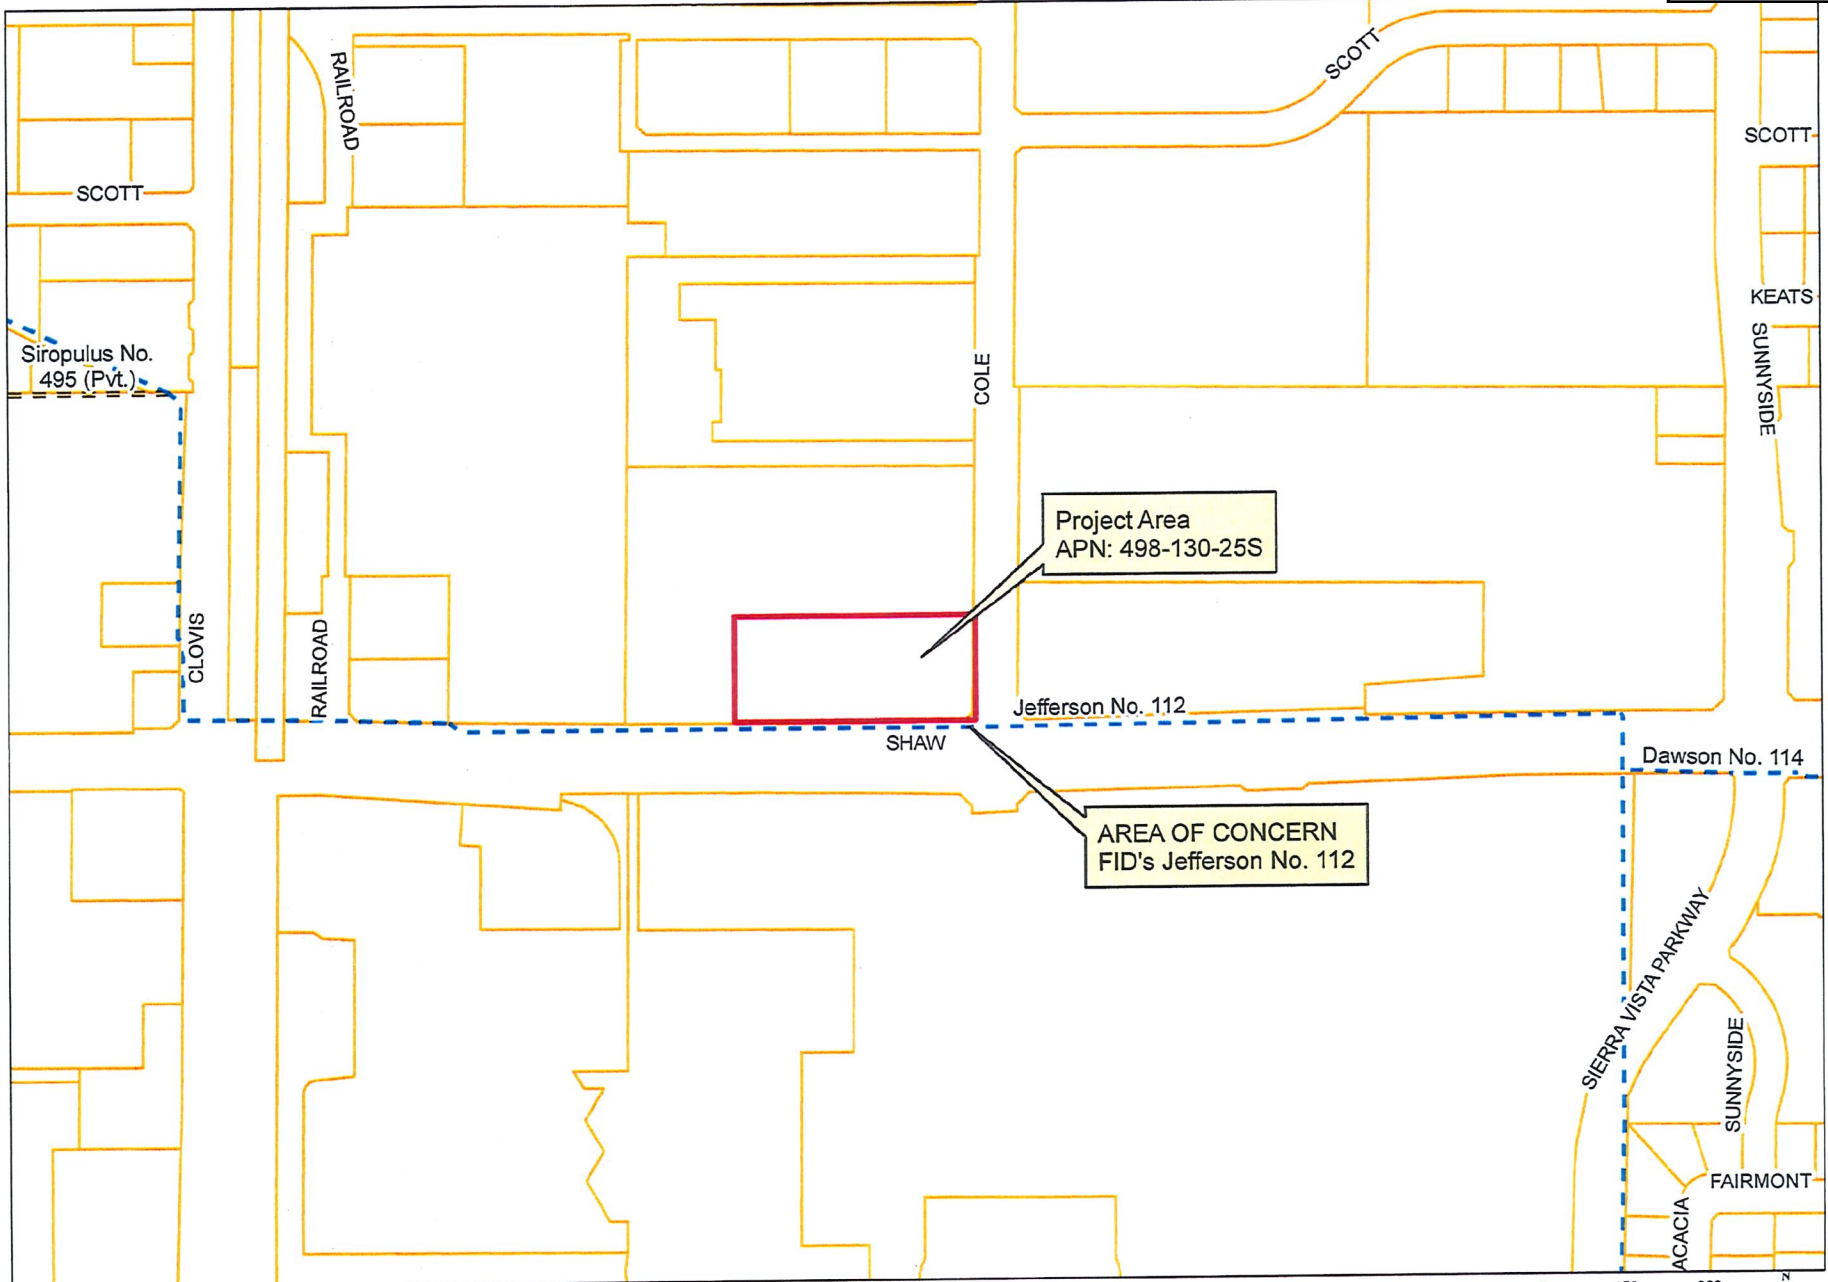 SCOTT
RAILROAD
SCOTT
SCOTT
KEATS
SUNNYSIDE
Siropulus No.
495 (Pvt.)
COLE
Project Area
APN: 498-130-25S
CLOVIS
RAILROAD
Jefferson No. 112
SHAW
Dawson No. 114
AREA OF CONCERN
FID's Jefferson No. 112
SIERRA VISTA PARKWAY
SUNNYSIDE
FAIRMONT
ACACIA
N